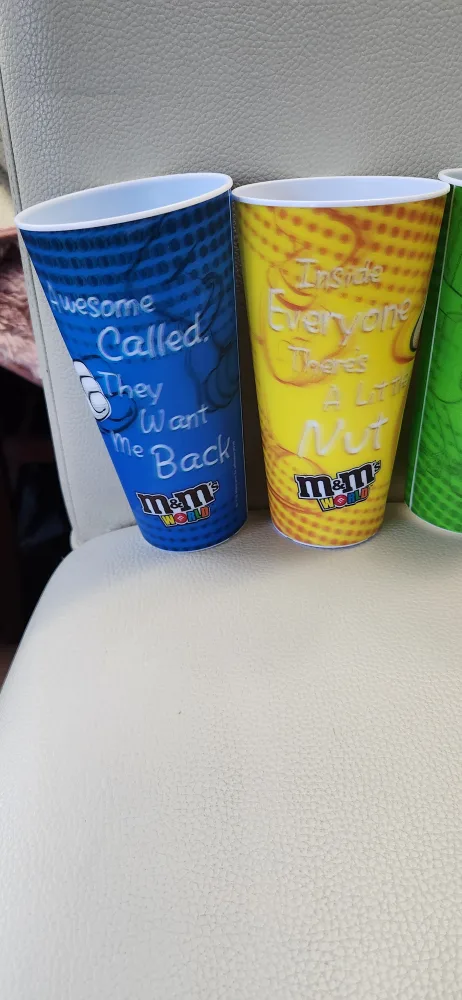 Awesome
Called.
They
Want
Me Back
m&m's
WORLD
Inside
Everyone
There's
A Little
Nut
m&m's
WORLD